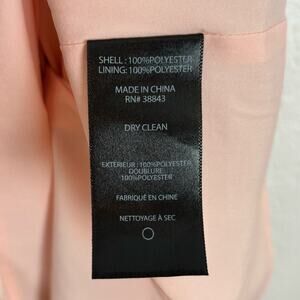 SHELL : 100%POLYESTER
LINING: 100%POLYESTER
MADE IN CHINA
RN# 38843
DRY CLEAN
EXTERIEUR : 100%POLYESTER
DOUBLURE
100%POLYESTER
FABRIQUÉ EN CHINE
NETTOYAGE À SEC